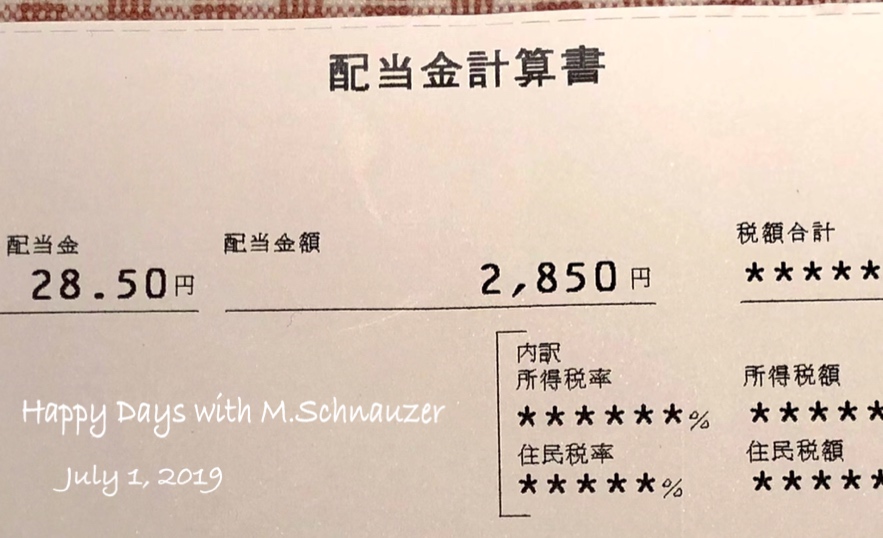 配当金計算書
配当金 配当金額 税額合計
28.50円 2,850円 *****
内訳
所得税率 所得税額
******% *****
住民税率 住民税額
*****% *****
Happy Days with M.Schnauzer
July 1, 2019